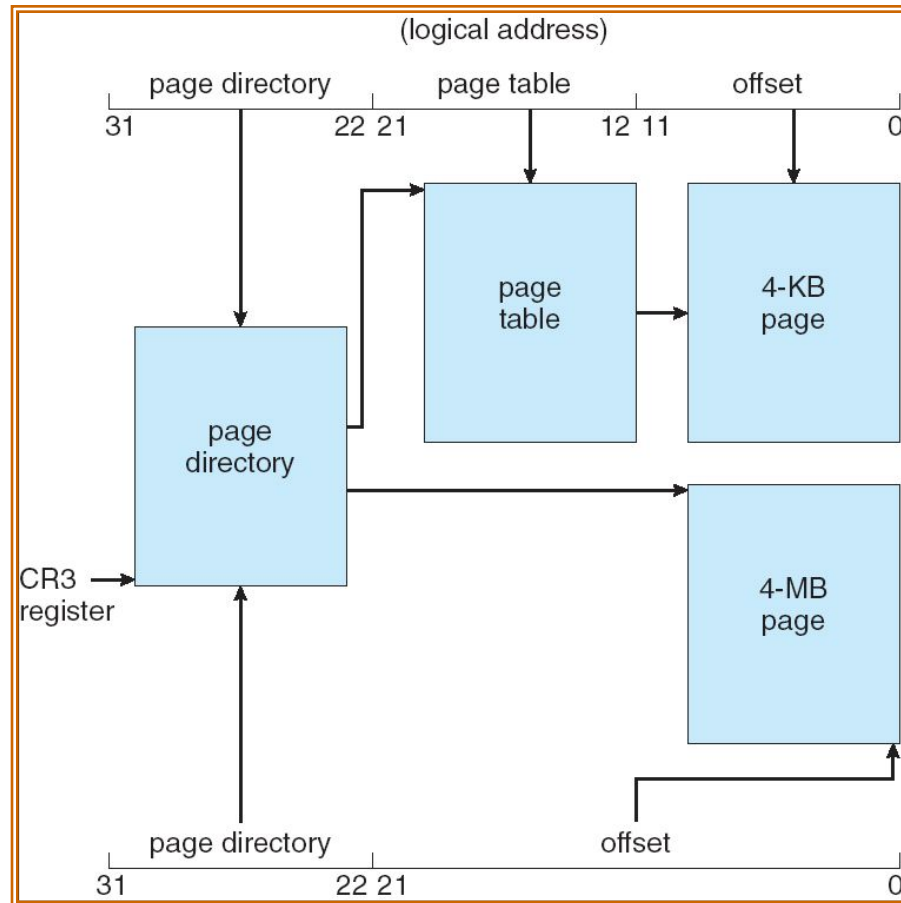 (logical address)
page directory page table offset
31 22 21 12 11 0
page
table
4-KB
page
page
directory
CR3
register
4-MB
page
page directory offset
31 22 21 0